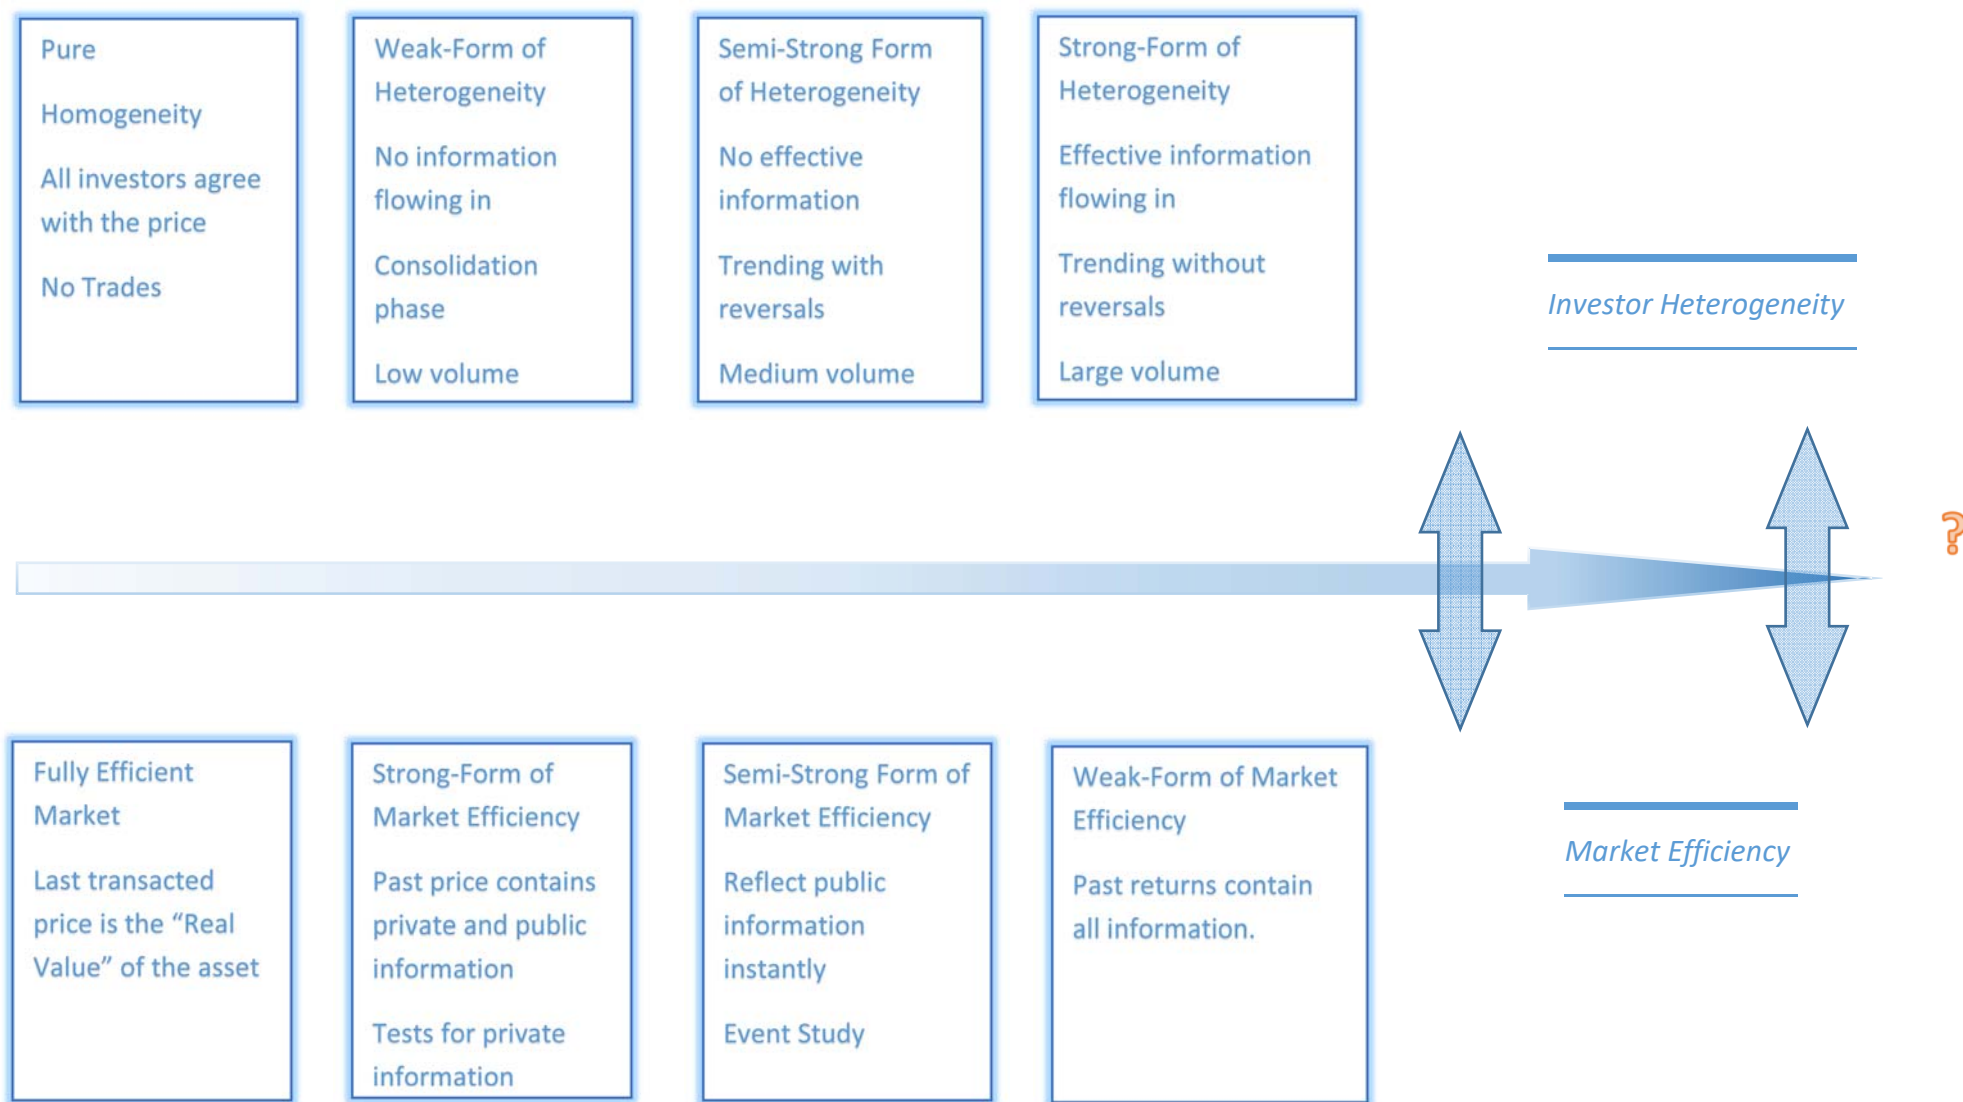 Pure
Homogeneity
All investors agree
with the price
No Trades
Weak-Form of
Heterogeneity
No information
flowing in
Consolidation
phase
Low volume
Semi-Strong Form
of Heterogeneity
No effective
information
Trending with
reversals
Medium volume
Strong-Form of
Heterogeneity
Effective information
flowing in
Trending without
reversals
Large volume
Investor Heterogeneity
?
Fully Efficient
Market
Last transacted
price is the “Real
Value” of the asset
Strong-Form of
Market Efficiency
Past price contains
private and public
information
Tests for private
information
Semi-Strong Form of
Market Efficiency
Reflect public
information
instantly
Event Study
Weak-Form of Market
Efficiency
Past returns contain
all information.
Market Efficiency